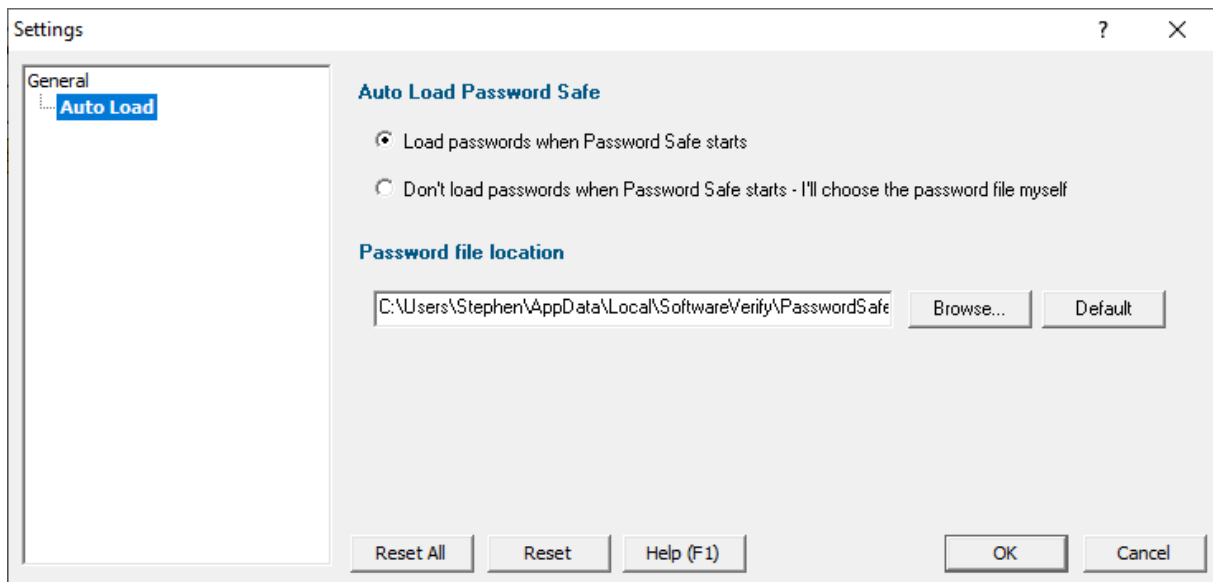 Settings
?
General
Auto Load
Auto Load Password Safe
Load passwords when Password Safe starts
Don't load passwords when Password Safe starts - I'll choose the password file myself
Password file location
C:\Users\Stephen\AppData\Local\SoftwareVerify\PasswordSafe
Browse...
Default
Reset All
Reset
Help (F1)
OK
Cancel